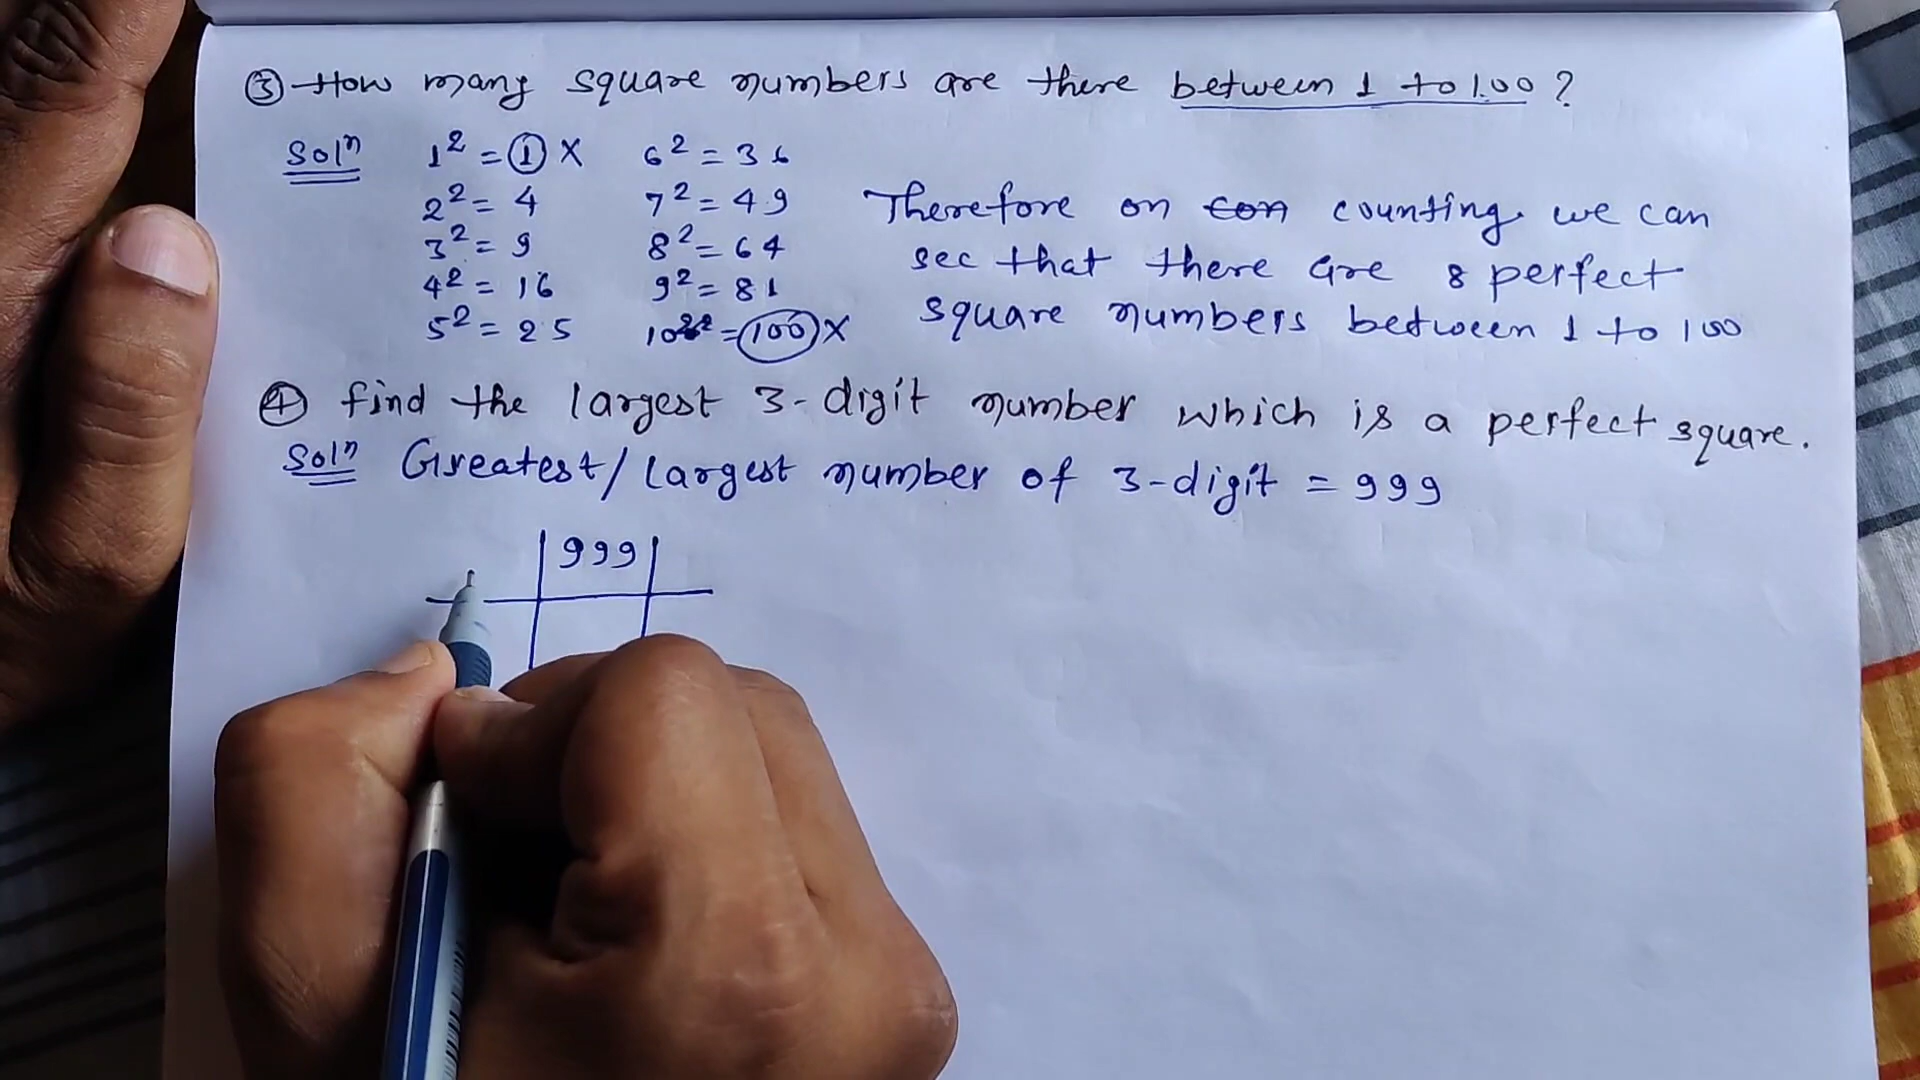 ③ How many square numbers are there between 1 to 100 ?
Solⁿ 1² = 1 X 6² = 36
2² = 4 7² = 49
3² = 9 8² = 64
4² = 16 9² = 81
5² = 25 10² = 100 X
Therefore on con counting we can
see that there are 8 perfect
square numbers between 1 to 100
④ find the largest 3-digit number which is a perfect square.
Solⁿ Greatest/largest number of 3-digit = 999
999